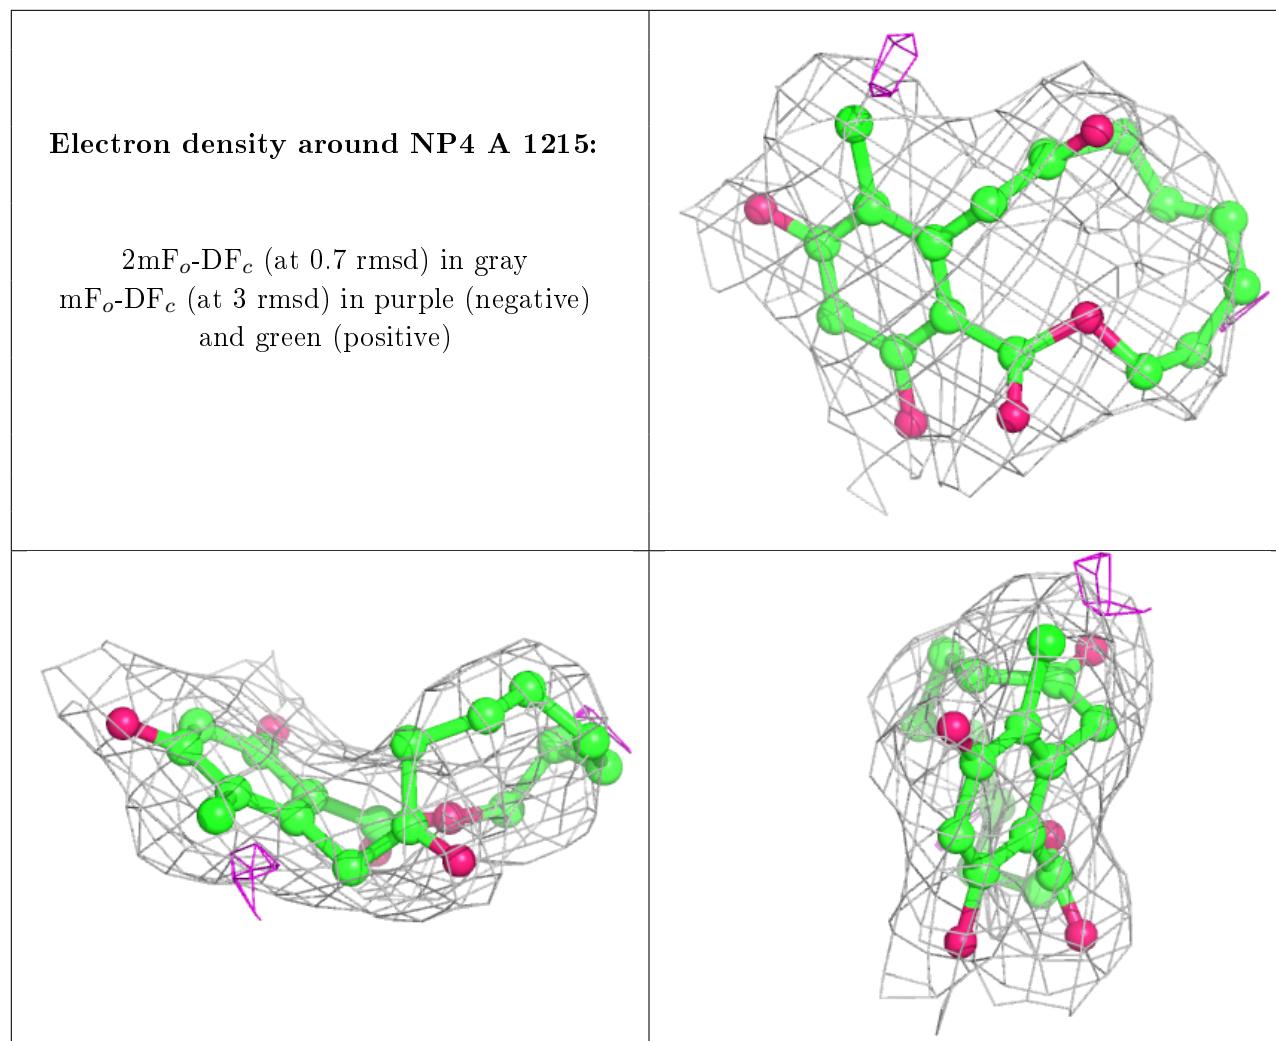 Electron density around NP4 A 1215:
2mFo-DFc (at 0.7 rmsd) in gray
mFo-DFc (at 3 rmsd) in purple (negative)
and green (positive)